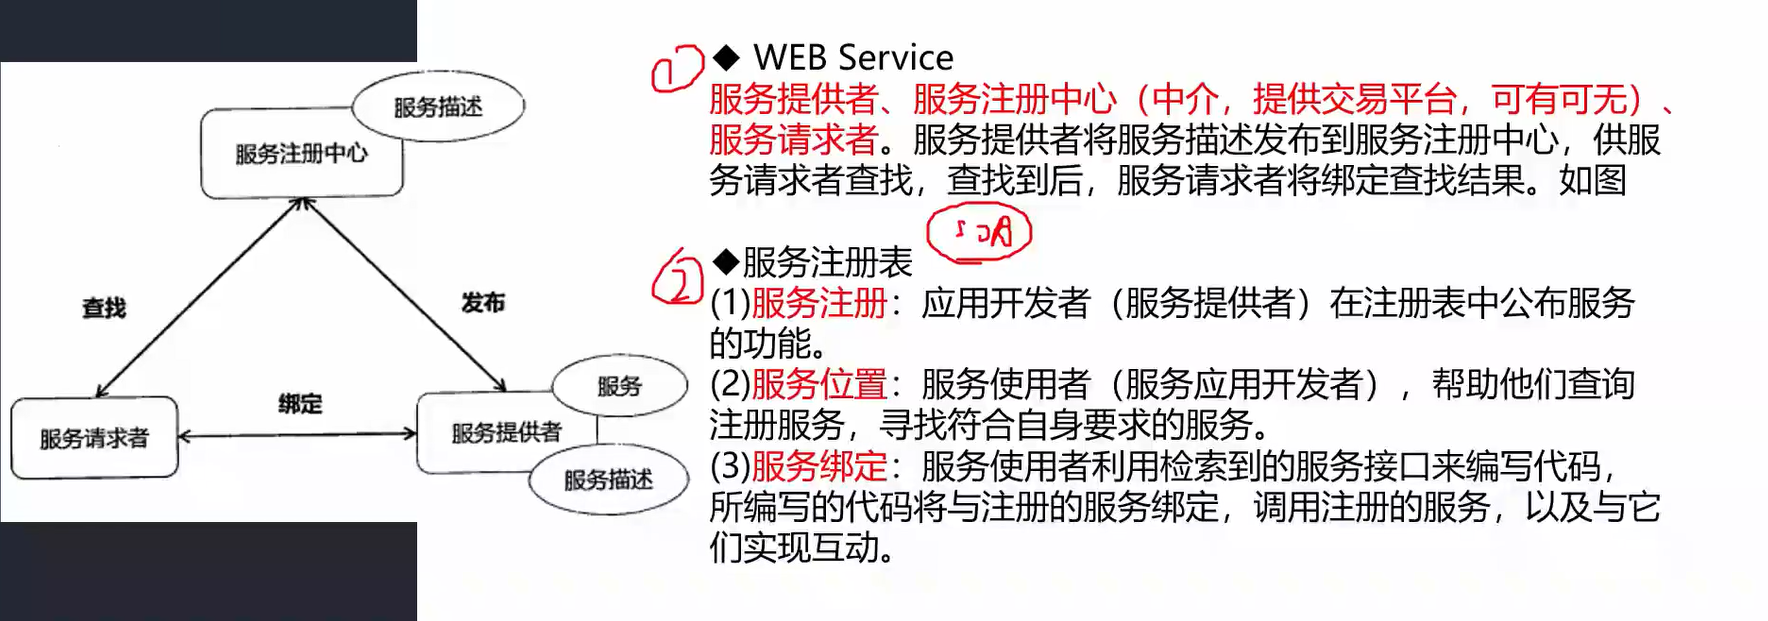 服务描述
服务注册中心
查找
发布
绑定
服务请求者
服务
服务提供者
服务描述
①
◆ WEB Service
服务提供者、服务注册中心（中介，提供交易平台，可有可无）、
服务请求者。服务提供者将服务描述发布到服务注册中心，供服
务请求者查找，查找到后，服务请求者将绑定查找结果。如图
②
◆服务注册表
(1)服务注册：应用开发者（服务提供者）在注册表中公布服务
的功能。
(2)服务位置：服务使用者（服务应用开发者），帮助他们查询
注册服务，寻找符合自身要求的服务。
(3)服务绑定：服务使用者利用检索到的服务接口来编写代码，
所编写的代码将与注册的服务绑定，调用注册的服务，以及与它
们实现互动。